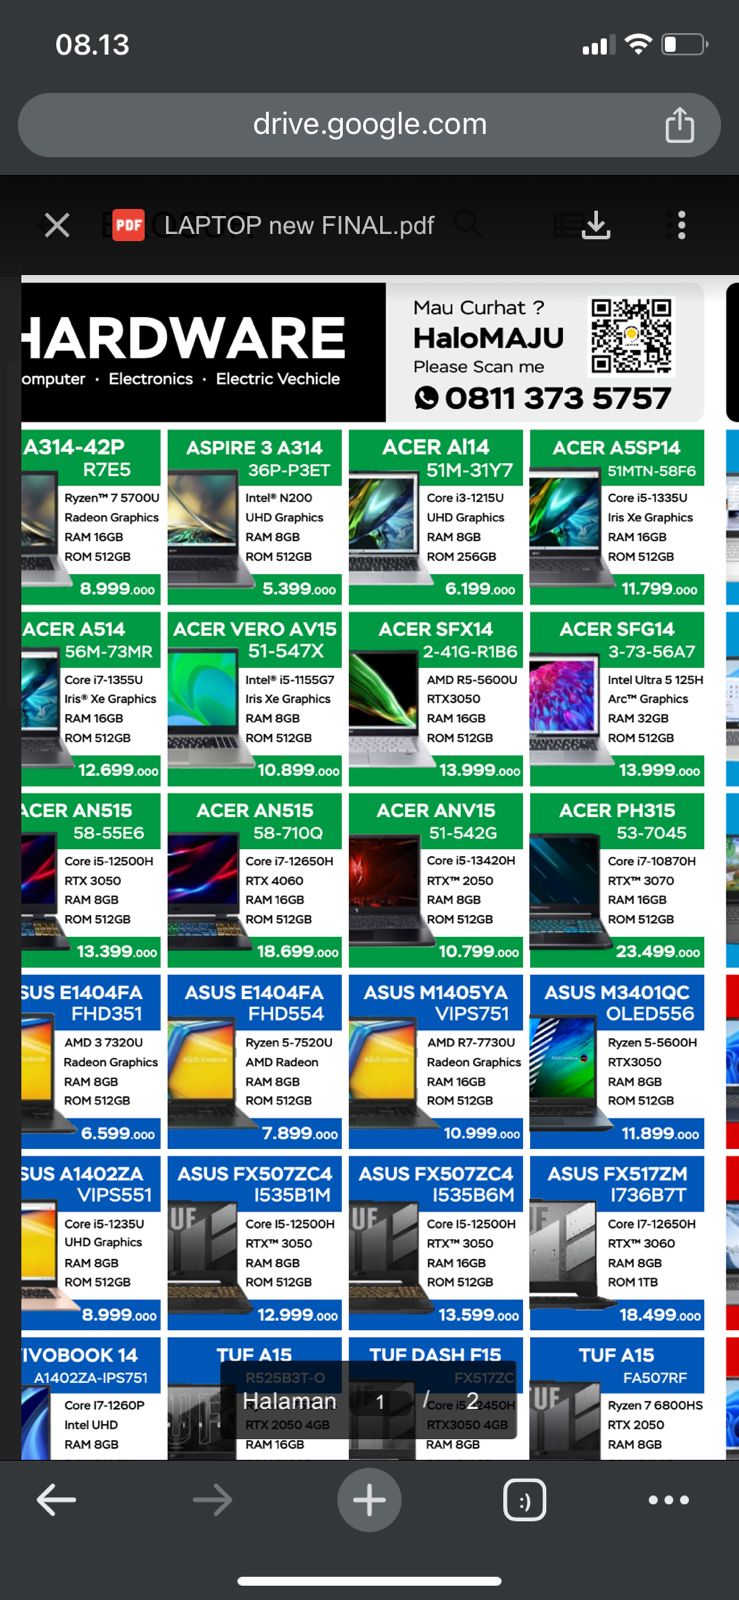 08.13
drive.google.com
PDF LAPTOP new FINAL.pdf
HARDWARE
omputer · Electronics · Electric Vechicle
Mau Curhat ?
HaloMAJU
Please Scan me
0811 373 5757
A314-42P
R7E5
Ryzen™ 7 5700U
Radeon Graphics
RAM 16GB
ROM 512GB
8.999.000
ASPIRE 3 A314
36P-P3ET
Intel® N200
UHD Graphics
RAM 8GB
ROM 512GB
5.399.000
ACER AI14
51M-31Y7
Core i3-1215U
UHD Graphics
RAM 8GB
ROM 256GB
6.199.000
ACER A5SP14
51MTN-58F6
Core i5-1335U
Iris Xe Graphics
RAM 16GB
ROM 512GB
11.799.000
ACER A514
56M-73MR
Core i7-1355U
Iris® Xe Graphics
RAM 16GB
ROM 512GB
12.699.000
ACER VERO AV15
51-547X
Intel® i5-1155G7
Iris Xe Graphics
RAM 8GB
ROM 512GB
10.899.000
ACER SFX14
2-41G-R1B6
AMD R5-5600U
RTX3050
RAM 16GB
ROM 512GB
13.999.000
ACER SFG14
3-73-56A7
Intel Ultra 5 125H
Arc™ Graphics
RAM 32GB
ROM 512GB
13.999.000
ACER AN515
58-55E6
Core i5-12500H
RTX 3050
RAM 8GB
ROM 512GB
13.399.000
ACER AN515
58-710Q
Core i7-12650H
RTX 4060
RAM 16GB
ROM 512GB
18.699.000
ACER ANV15
51-542G
Core i5-13420H
RTX™ 2050
RAM 8GB
ROM 512GB
10.799.000
ACER PH315
53-7045
Core i7-10870H
RTX™ 3070
RAM 16GB
ROM 512GB
23.499.000
SUS E1404FA
FHD351
AMD 3 7320U
Radeon Graphics
RAM 8GB
ROM 512GB
6.599.000
ASUS E1404FA
FHD554
Ryzen 5-7520U
AMD Radeon
RAM 8GB
ROM 512GB
7.899.000
ASUS M1405YA
VIPS751
AMD R7-7730U
Radeon Graphics
RAM 16GB
ROM 512GB
10.999.000
ASUS M3401QC
OLED556
Ryzen 5-5600H
RTX3050
RAM 8GB
ROM 512GB
11.899.000
SUS A1402ZA
VIPS551
Core i5-1235U
UHD Graphics
RAM 8GB
ROM 512GB
8.999.000
ASUS FX507ZC4
I535B1M
Core I5-12500H
RTX™ 3050
RAM 8GB
ROM 512GB
12.999.000
ASUS FX507ZC4
I535B6M
Core I5-12500H
RTX™ 3050
RAM 16GB
ROM 512GB
13.599.000
ASUS FX517ZM
I736B7T
Core I7-12650H
RTX™ 3060
RAM 8GB
ROM 1TB
18.499.000
IVOBOOK 14
A1402ZA-IPS751
Core I7-1260P
Intel UHD
RAM 8GB
TUF A15
R525B3T-O
RTX 2050 4GB
RAM 16GB
TUF DASH F15
FX517ZC
RTX3050 4GB
RAM 8GB
TUF A15
FA507RF
Ryzen 7 6800HS
RTX 2050
RAM 8GB
Halaman 1 / 2
:)